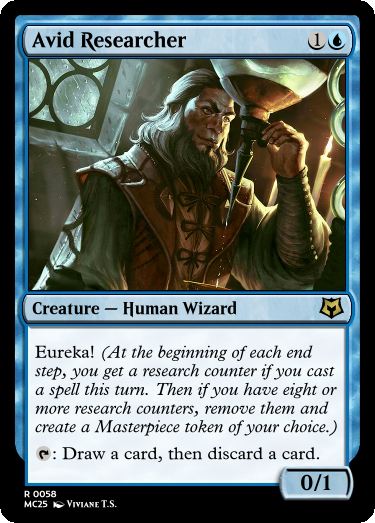 Avid Researcher 1
Creature — Human Wizard
Eureka! (At the beginning of each end
step, you get a research counter if you cast
a spell this turn. Then if you have eight or
more research counters, remove them and
create a Masterpiece token of your choice.)
: Draw a card, then discard a card.
0/1
R 0058
MC25 Viviane T.S.